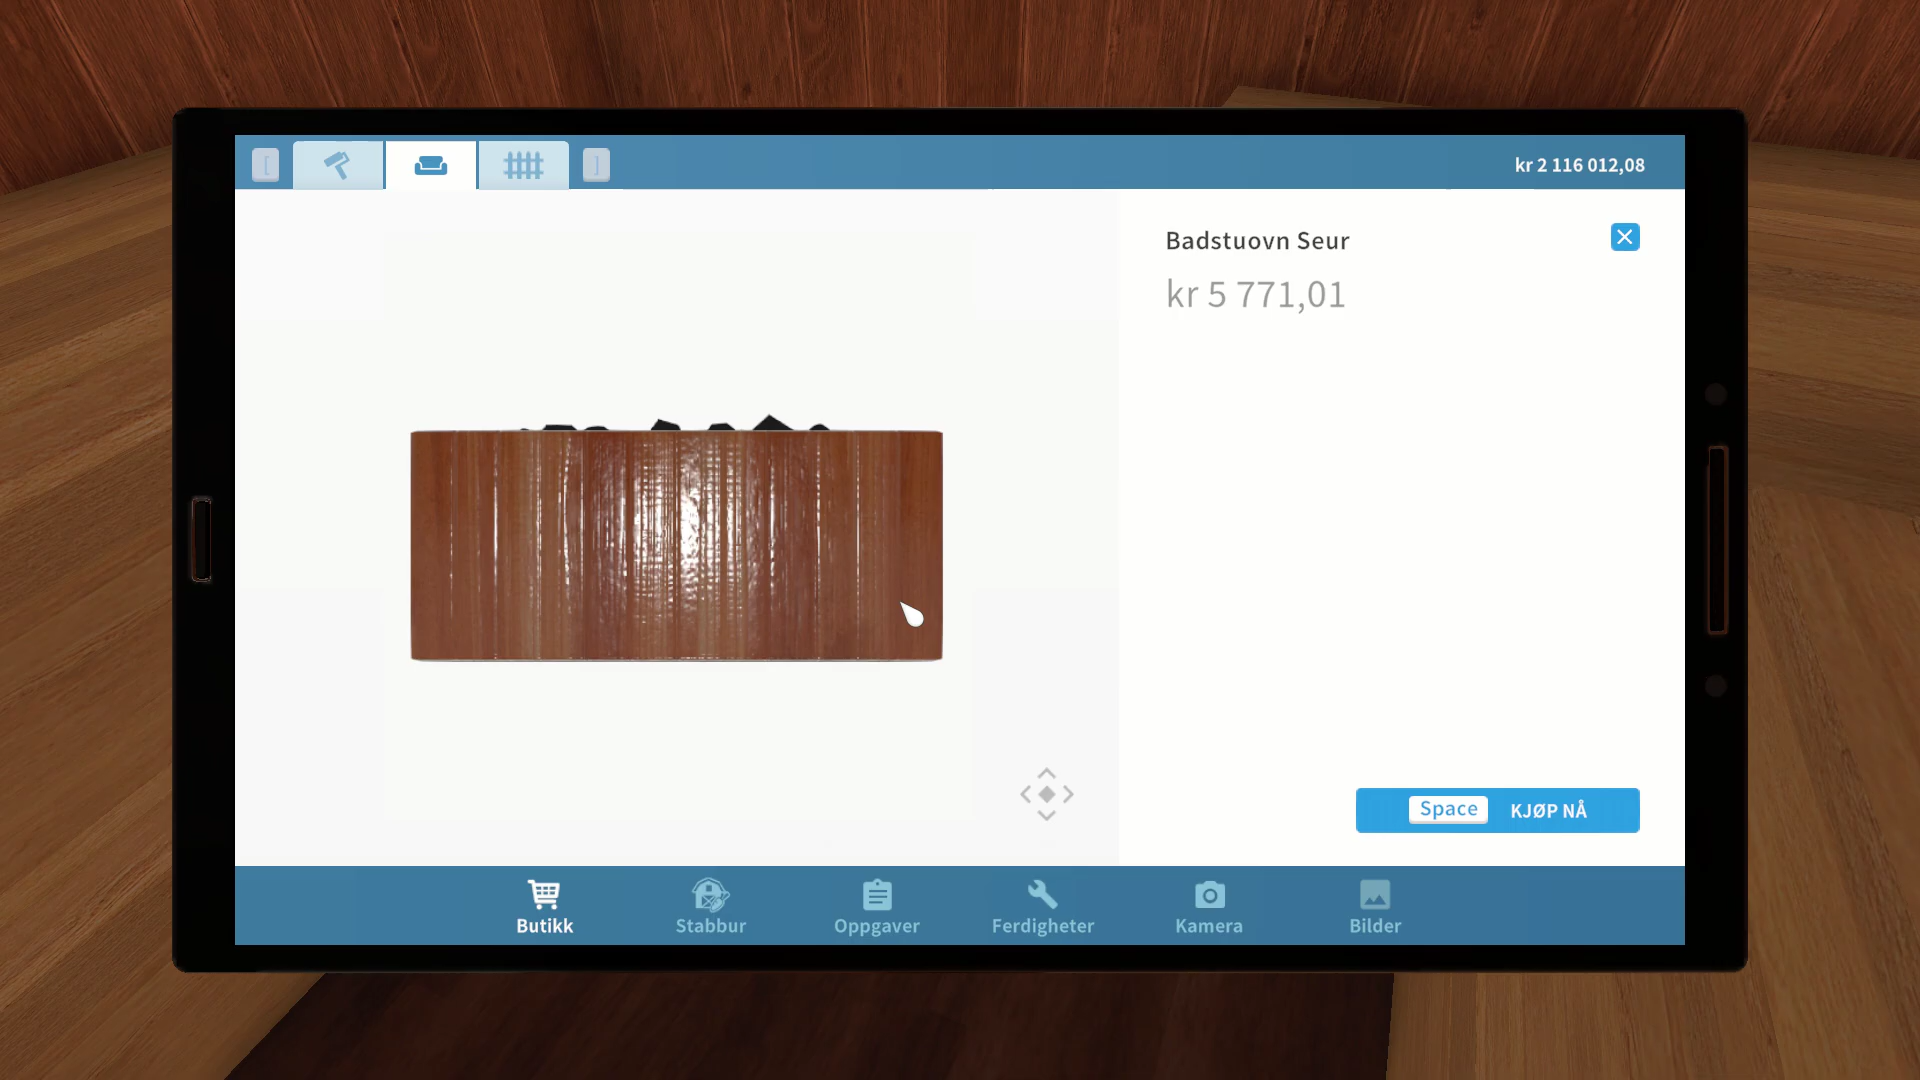 [
]
kr 2 116 012,08
Badstuovn Seur
kr 5 771,01
Space KJØP NÅ
Butikk
Stabbur
Oppgaver
Ferdigheter
Kamera
Bilder